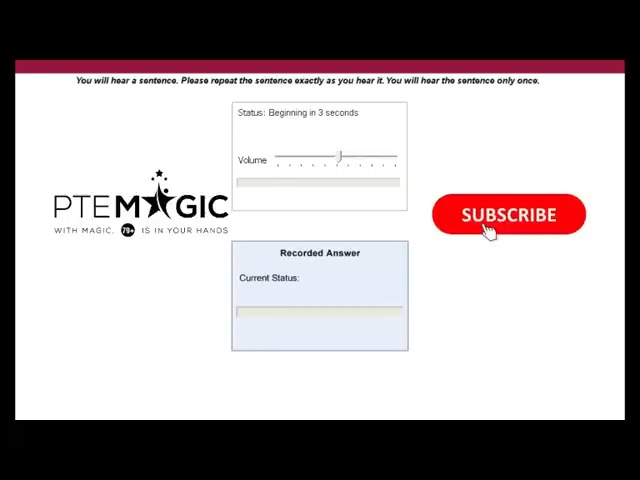 You will hear a sentence. Please repeat the sentence exactly as you hear it. You will hear the sentence only once.
Status: Beginning in 3 seconds
Volume
PTEMAGIC
WITH MAGIC, 79+ IS IN YOUR HANDS
SUBSCRIBE
Recorded Answer
Current Status: